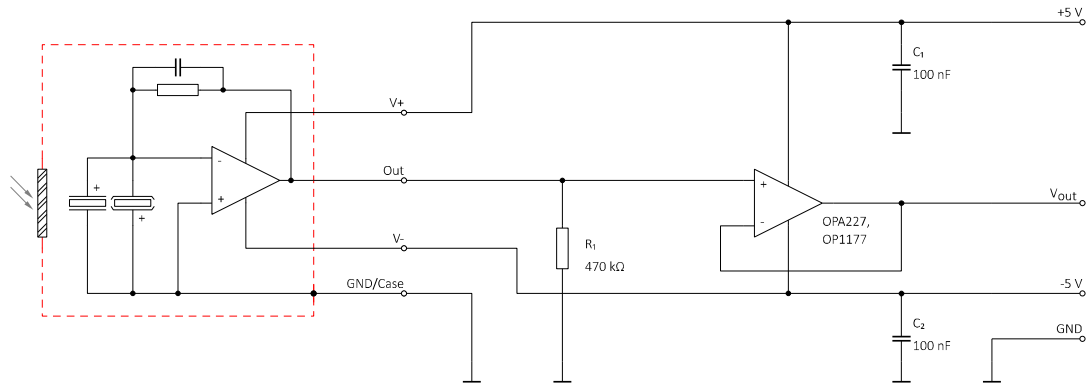 +5 V
C₁
100 nF
V+
-
+
Out
+
+
+
-
OPA227,
OP1177
Vout
R₁
470 kΩ
V-
GND/Case
-5 V
C₂
100 nF
GND